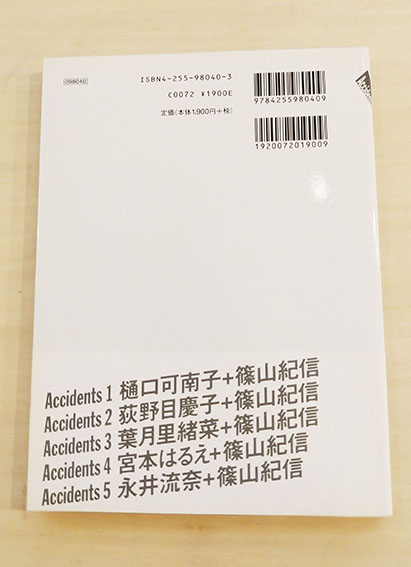 098040
ISBN4-255-98040-3
C0072 ¥1900E
定価(本体1,900円+税)
9784255980409
1920072019009
Accidents 1 樋口可南子+篠山紀信
Accidents 2 荻野目慶子+篠山紀信
Accidents 3 葉月里緒菜+篠山紀信
Accidents 4 宮本はるえ+篠山紀信
Accidents 5 永井流奈+篠山紀信